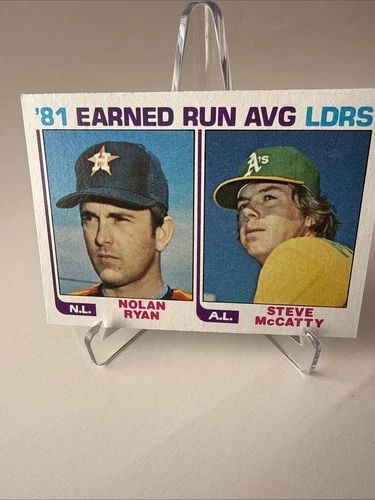 '81 EARNED RUN AVG LDRS
H
A's
N.L.
NOLAN
RYAN
A.L.
STEVE
McCATTY